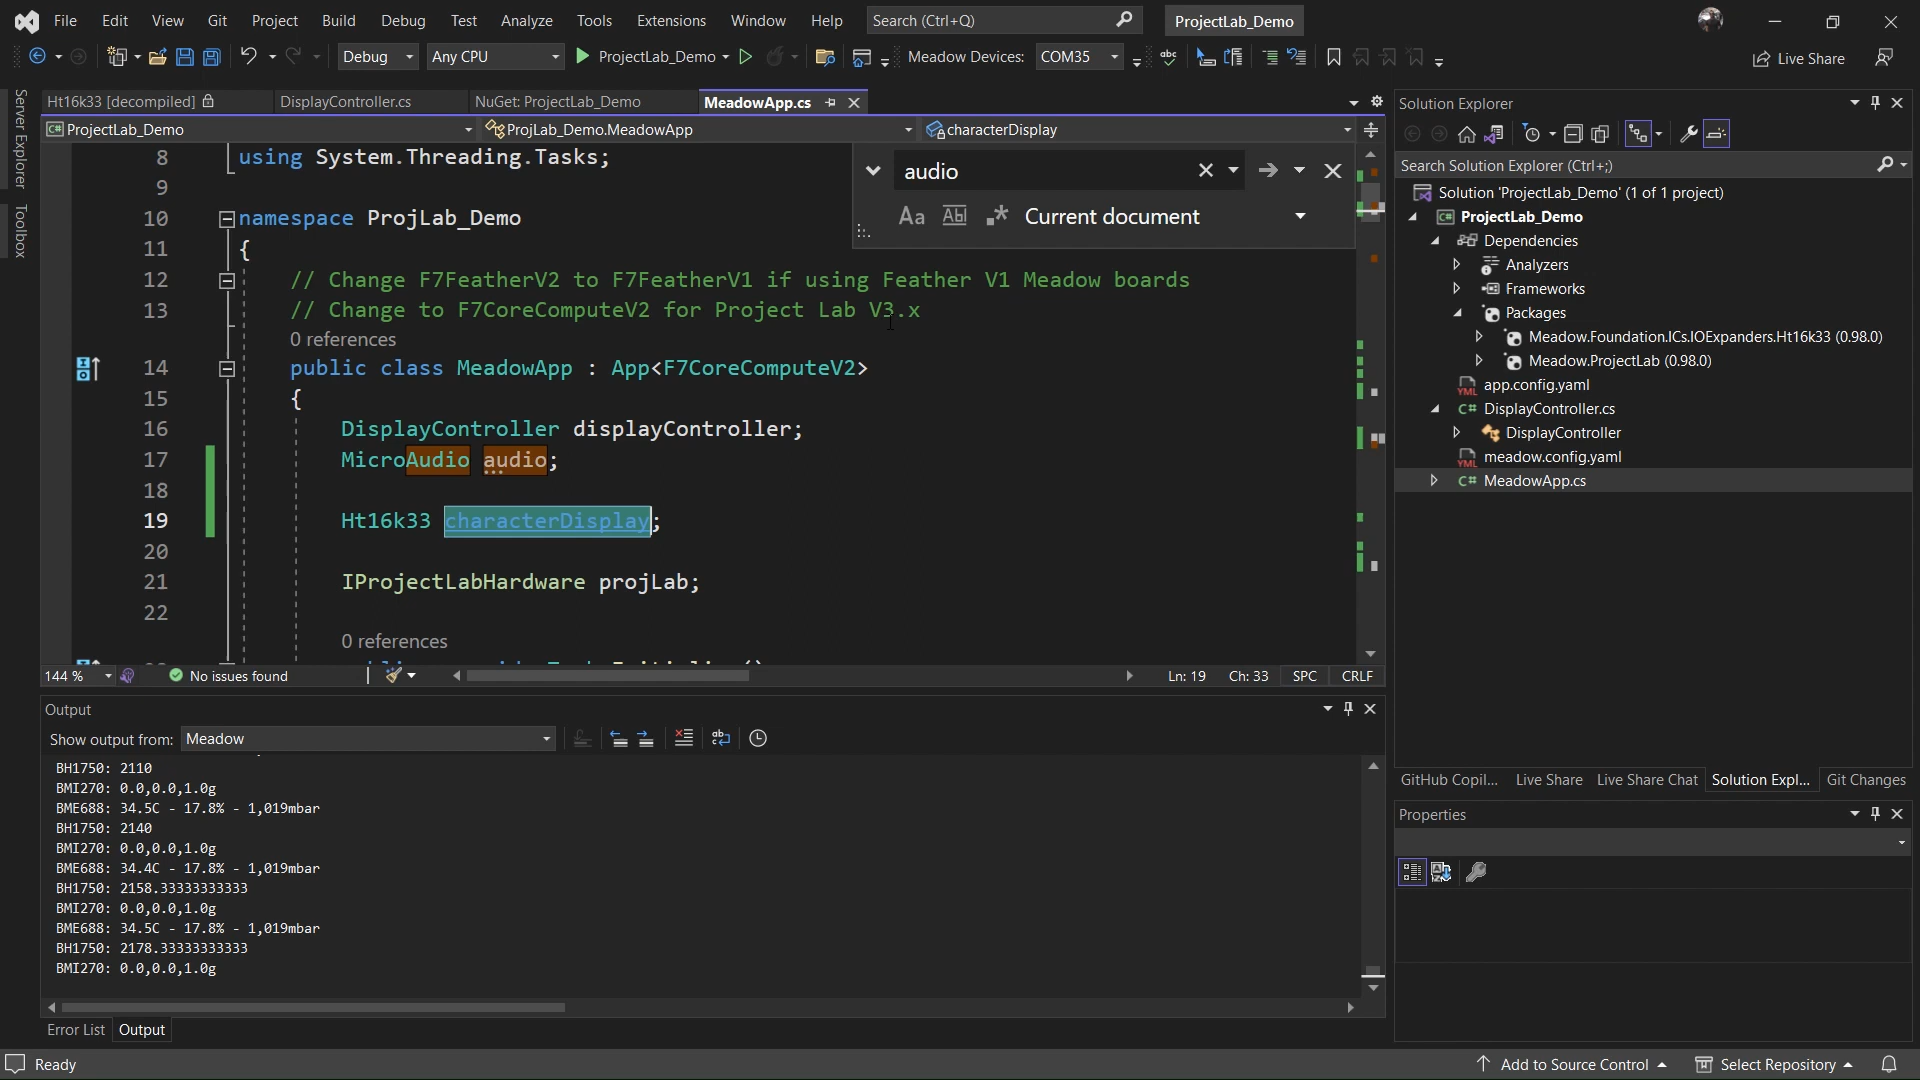 File Edit View Git Project Build Debug Test Analyze Tools Extensions Window Help Search (Ctrl+Q) ProjectLab_Demo
Debug Any CPU ProjectLab_Demo Meadow Devices: COM35 Live Share
Server Explorer
Toolbox
Ht16k33 [decompiled] DisplayController.cs NuGet: ProjectLab_Demo MeadowApp.cs
ProjectLab_Demo ProjLab_Demo.MeadowApp characterDisplay
audio
Aa Abl .* Current document
8 using System.Threading.Tasks;
9
10 namespace ProjLab_Demo
11 {
12 // Change F7FeatherV2 to F7FeatherV1 if using Feather V1 Meadow boards
13 // Change to F7CoreComputeV2 for Project Lab V3.x
0 references
14 public class MeadowApp : App<F7CoreComputeV2>
15 {
16 DisplayController displayController;
17 MicroAudio audio;
18
19 Ht16k33 characterDisplay;
20
21 IProjectLabHardware projLab;
22
0 references
144 % No issues found Ln: 19 Ch: 33 SPC CRLF
Output
Show output from: Meadow
BH1750: 2110
BMI270: 0.0,0.0,1.0g
BME688: 34.5C - 17.8% - 1,019mbar
BH1750: 2140
BMI270: 0.0,0.0,1.0g
BME688: 34.4C - 17.8% - 1,019mbar
BH1750: 2158.33333333333
BMI270: 0.0,0.0,1.0g
BME688: 34.5C - 17.8% - 1,019mbar
BH1750: 2178.33333333333
BMI270: 0.0,0.0,1.0g
Error List Output
Solution Explorer
Search Solution Explorer (Ctrl+;)
Solution 'ProjectLab_Demo' (1 of 1 project)
ProjectLab_Demo
Dependencies
Analyzers
Frameworks
Packages
Meadow.Foundation.ICs.IOExpanders.Ht16k33 (0.98.0)
Meadow.ProjectLab (0.98.0)
app.config.yaml
DisplayController.cs
DisplayController
meadow.config.yaml
MeadowApp.cs
GitHub Copil... Live Share Live Share Chat Solution Expl... Git Changes
Properties
Ready Add to Source Control Select Repository